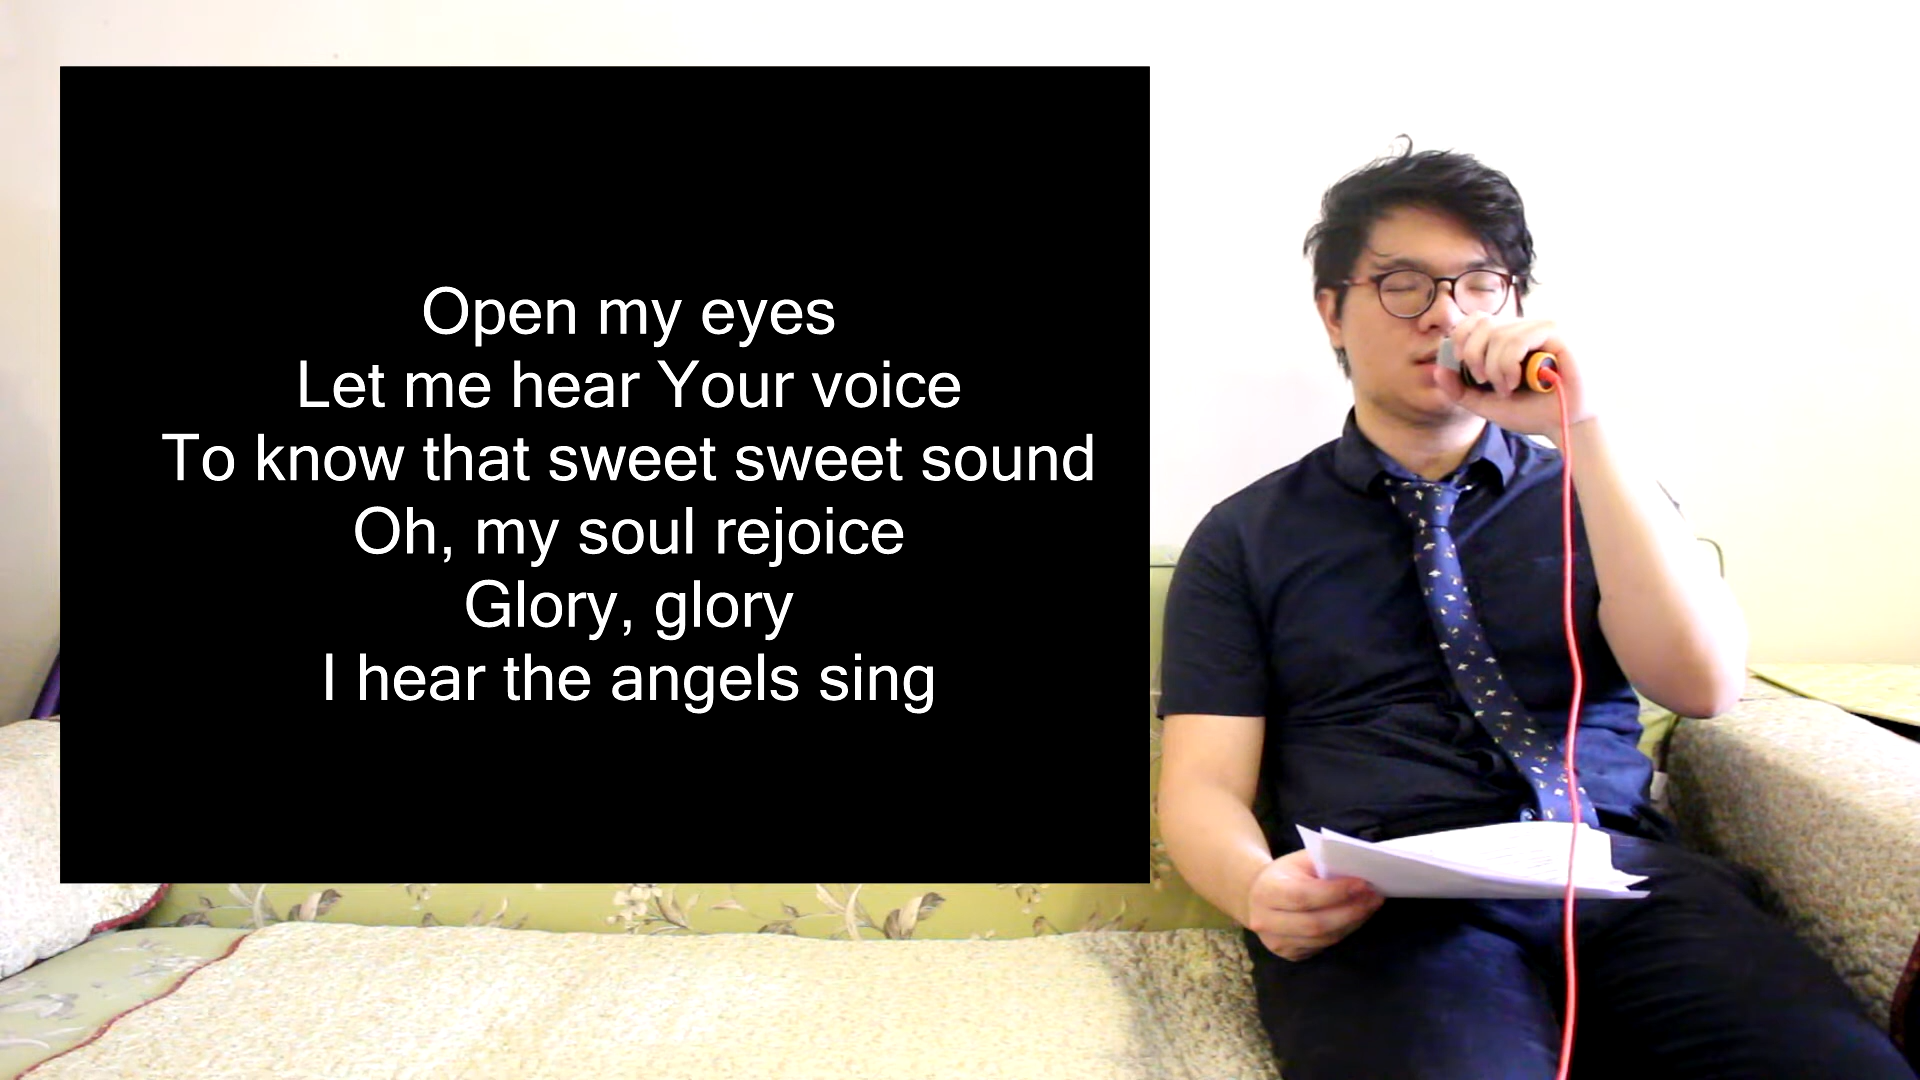 Open my eyes
Let me hear Your voice
To know that sweet sweet sound
Oh, my soul rejoice
Glory, glory
I hear the angels sing